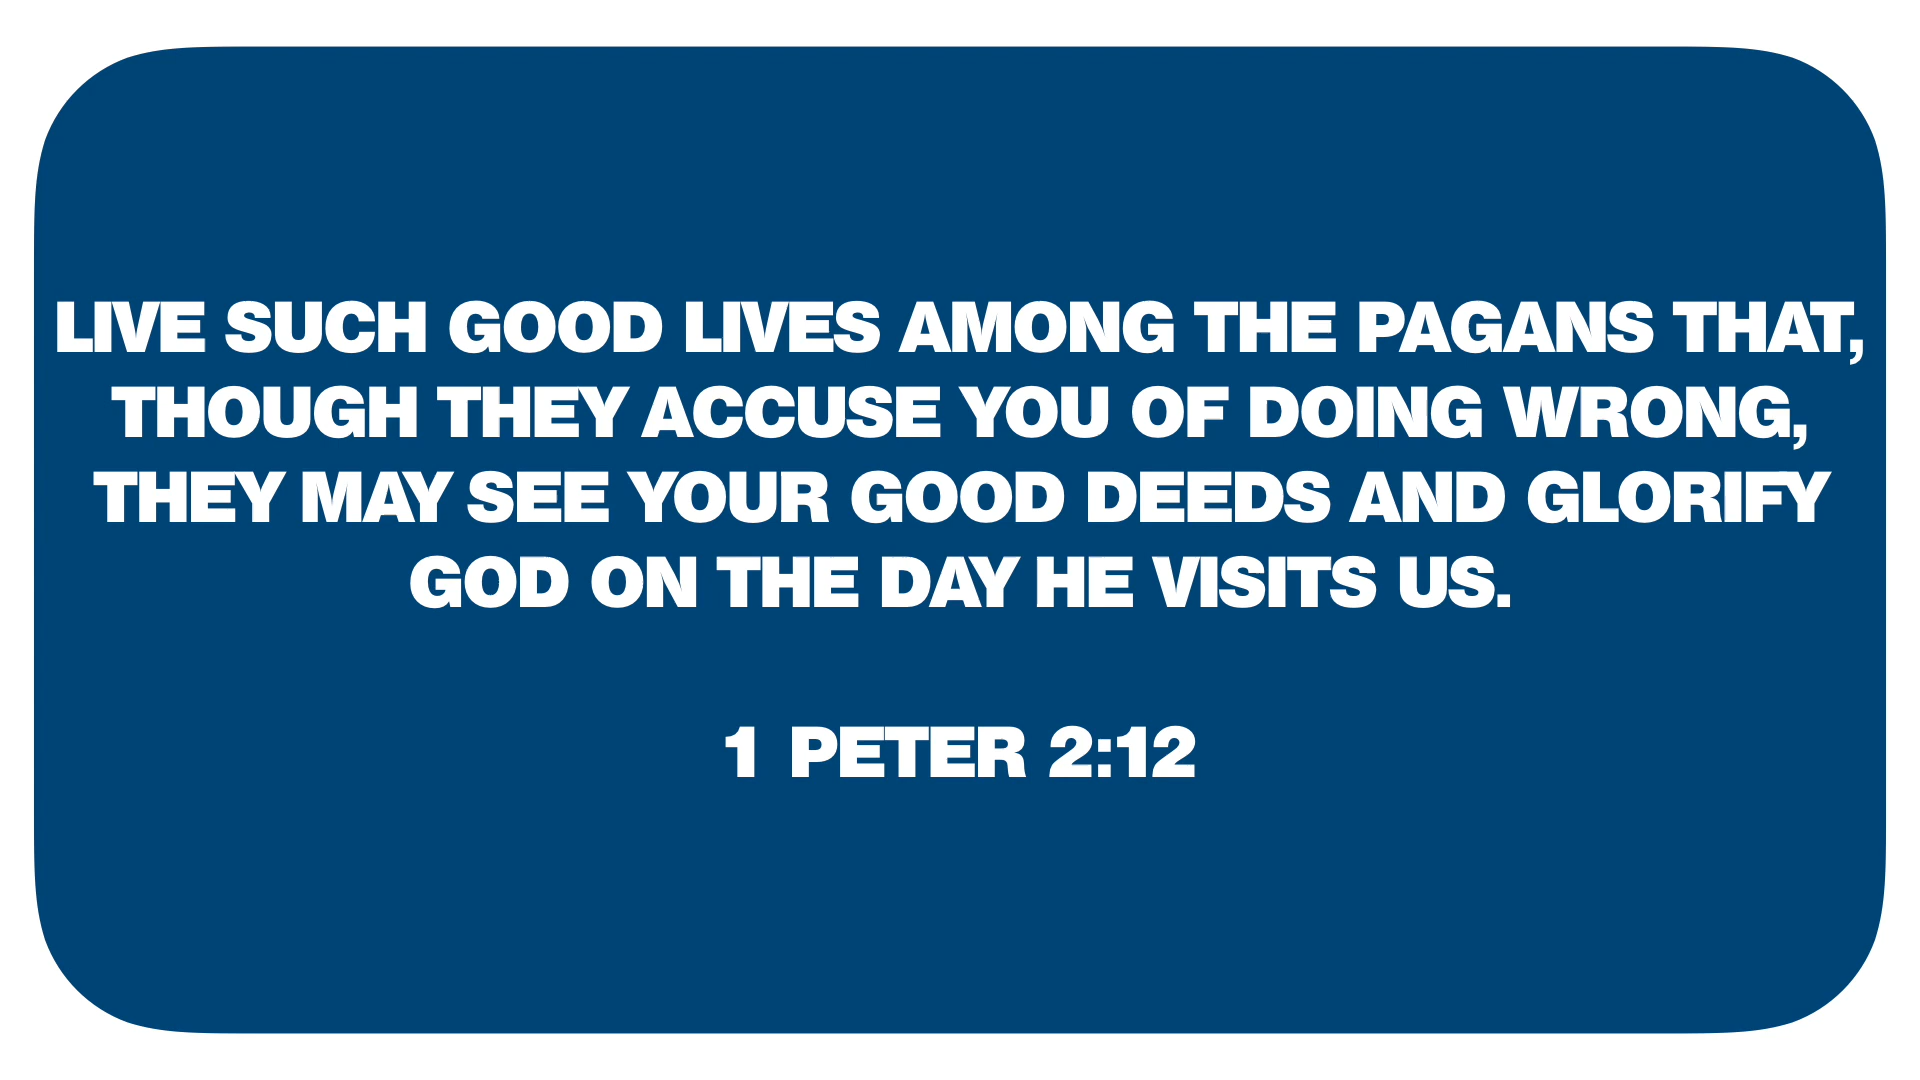 LIVE SUCH GOOD LIVES AMONG THE PAGANS THAT,
THOUGH THEY ACCUSE YOU OF DOING WRONG,
THEY MAY SEE YOUR GOOD DEEDS AND GLORIFY
GOD ON THE DAY HE VISITS US.
1 PETER 2:12